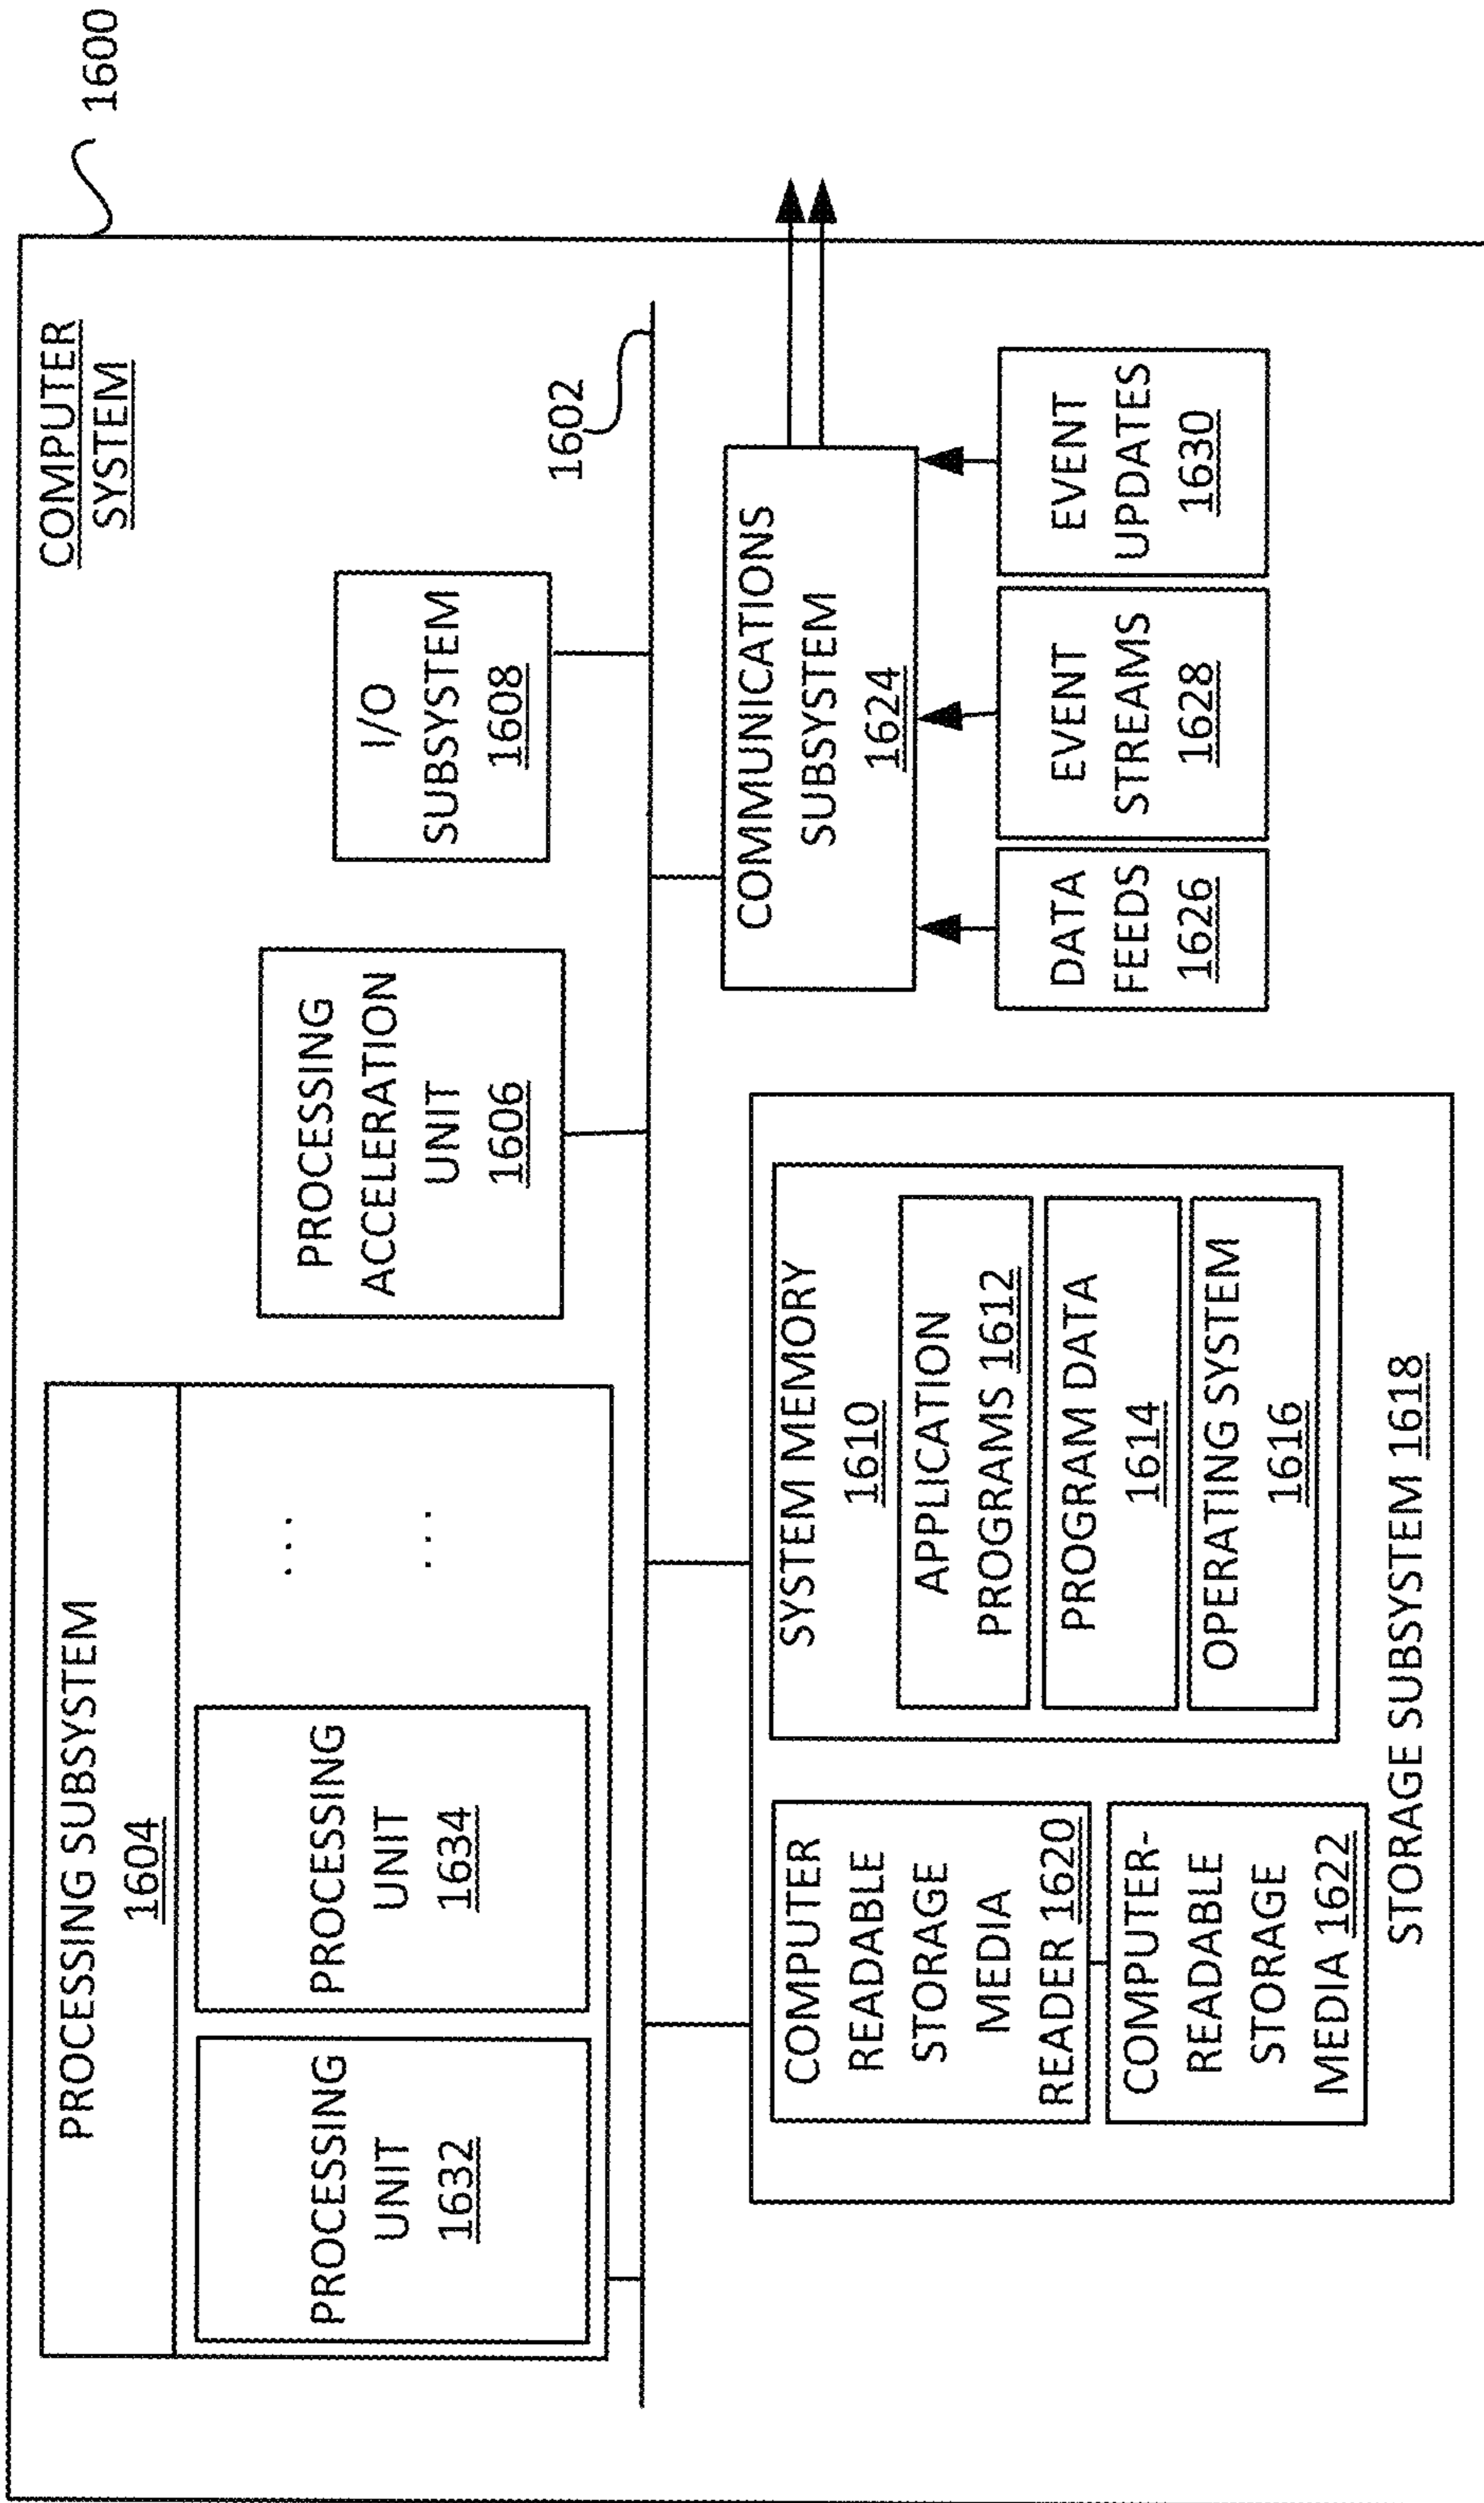 1600
COMPUTER
SYSTEM
PROCESSING SUBSYSTEM
1604
PROCESSING
UNIT
1632
PROCESSING
UNIT
1634
. . .
. . .
PROCESSING
ACCELERATION
UNIT
1606
I/O
SUBSYSTEM
1608
1602
COMPUTER
READABLE
STORAGE
MEDIA
READER 1620
COMPUTER-
READABLE
STORAGE
MEDIA 1622
SYSTEM MEMORY
1610
APPLICATION
PROGRAMS 1612
PROGRAM DATA
1614
OPERATING SYSTEM
1616
STORAGE SUBSYSTEM 1618
COMMUNICATIONS
SUBSYSTEM
1624
DATA
FEEDS
1626
EVENT
STREAMS
1628
EVENT
UPDATES
1630